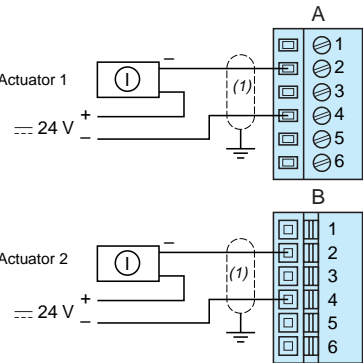 A
1
2
3
4
5
6
Actuator 1
I
–
(1)
+
24 V
–
B
1
2
3
4
5
6
Actuator 2
I
–
(1)
+
24 V
–